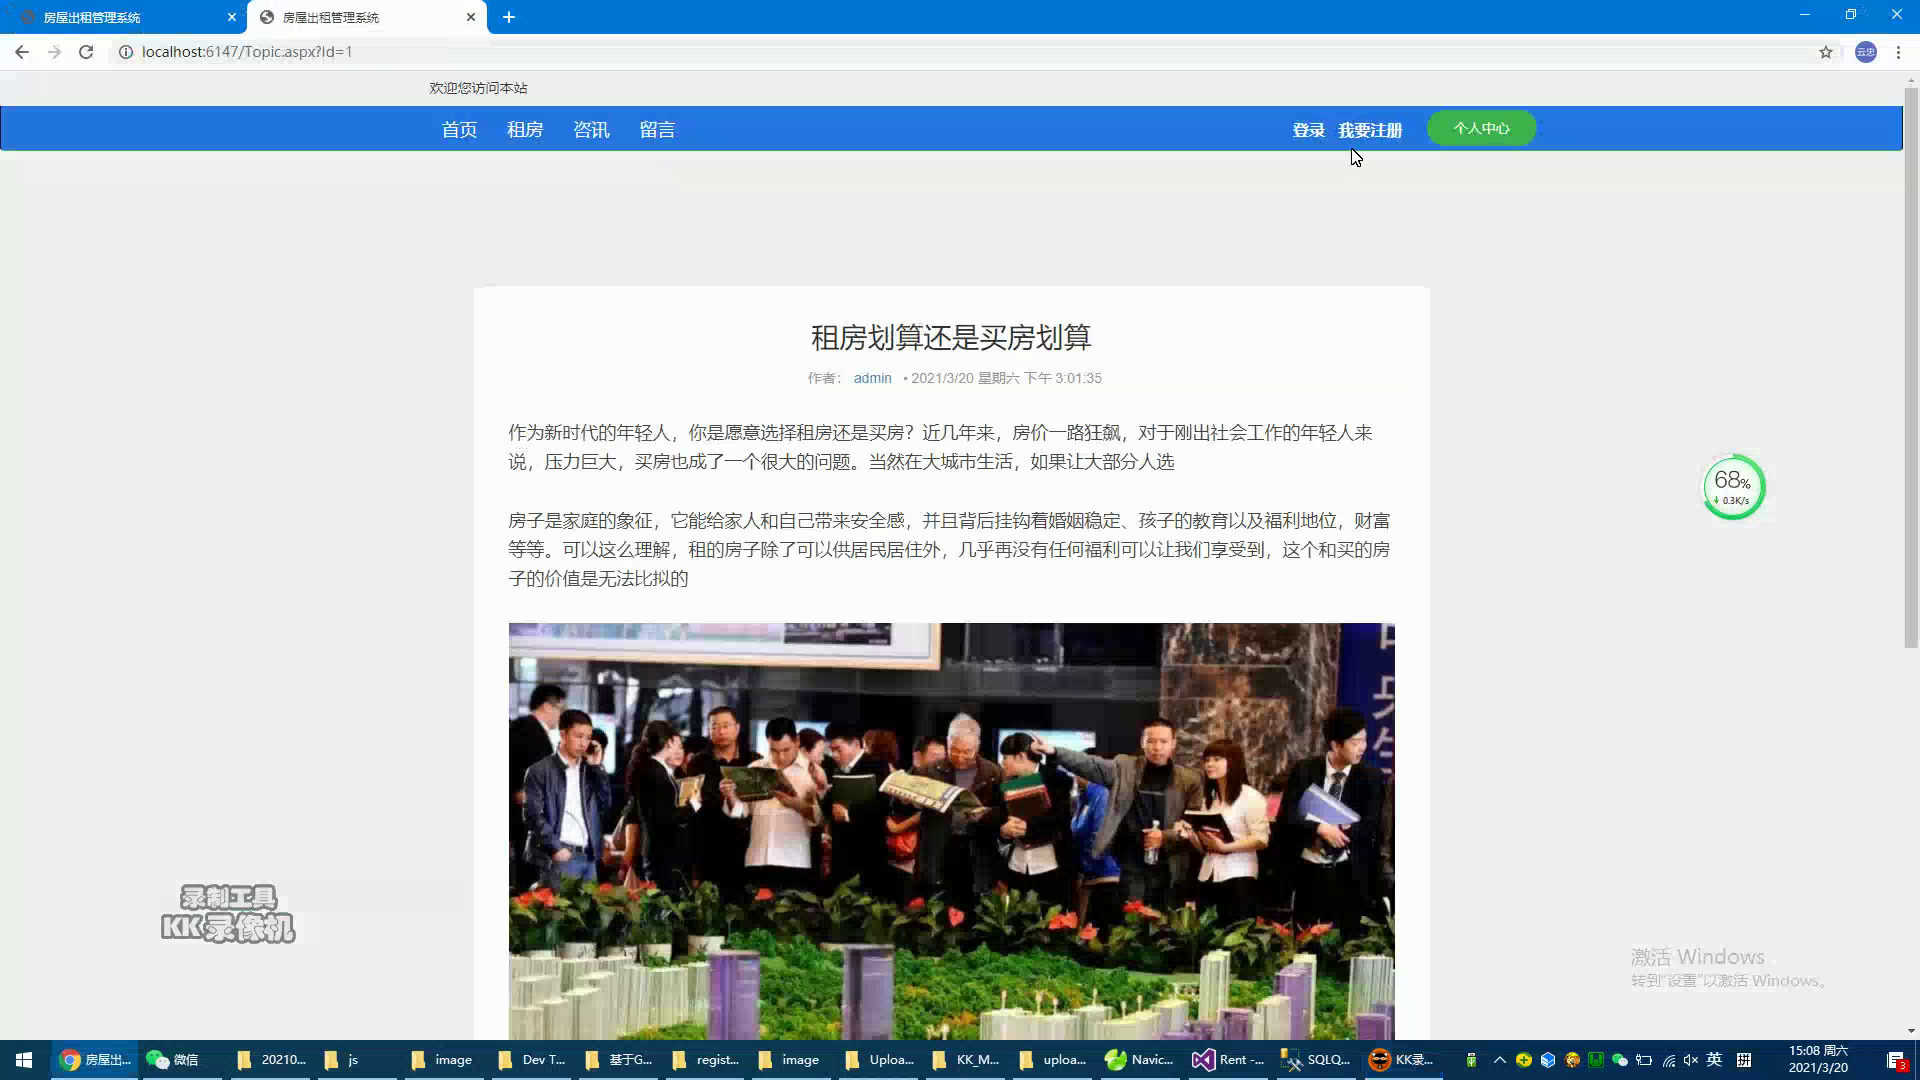 房屋出租管理系统
房屋出租管理系统
localhost:6147/Topic.aspx?Id=1
云忠
欢迎您访问本站
首页 租房 咨讯 留言
登录 我要注册 个人中心
租房划算还是买房划算
作者： admin • 2021/3/20 星期六 下午 3:01:35
作为新时代的年轻人，你是愿意选择租房还是买房？近几年来，房价一路狂飙，对于刚出社会工作的年轻人来
说，压力巨大，买房也成了一个很大的问题。当然在大城市生活，如果让大部分人选
房子是家庭的象征，它能给家人和自己带来安全感，并且背后挂钩着婚姻稳定、孩子的教育以及福利地位，财富
等等。可以这么理解，租的房子除了可以供居民居住外，几乎再没有任何福利可以让我们享受到，这个和买的房
子的价值是无法比拟的
68%
0.3K/s
录制工具
KK录像机
激活 Windows
转到“设置”以激活 Windows。
房屋出... 微信 20210... js image Dev T... 基于G... regist... image Uploa... KK_M... uploa... Navic... Rent -... SQLQ... KK录...
英 拼
15:08 周六
2021/3/20
3